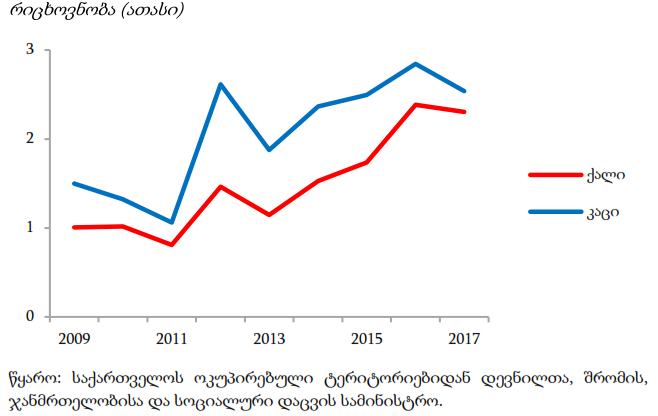 რიცხოვნობა (ათასი)
3
2
1
0
2009 2011 2013 2015 2017
ქალი
კაცი
წყარო: საქართველოს ოკუპირებული ტერიტორიებიდან დევნილთა, შრომის,
ჯანმრთელობისა და სოციალური დაცვის სამინისტრო.